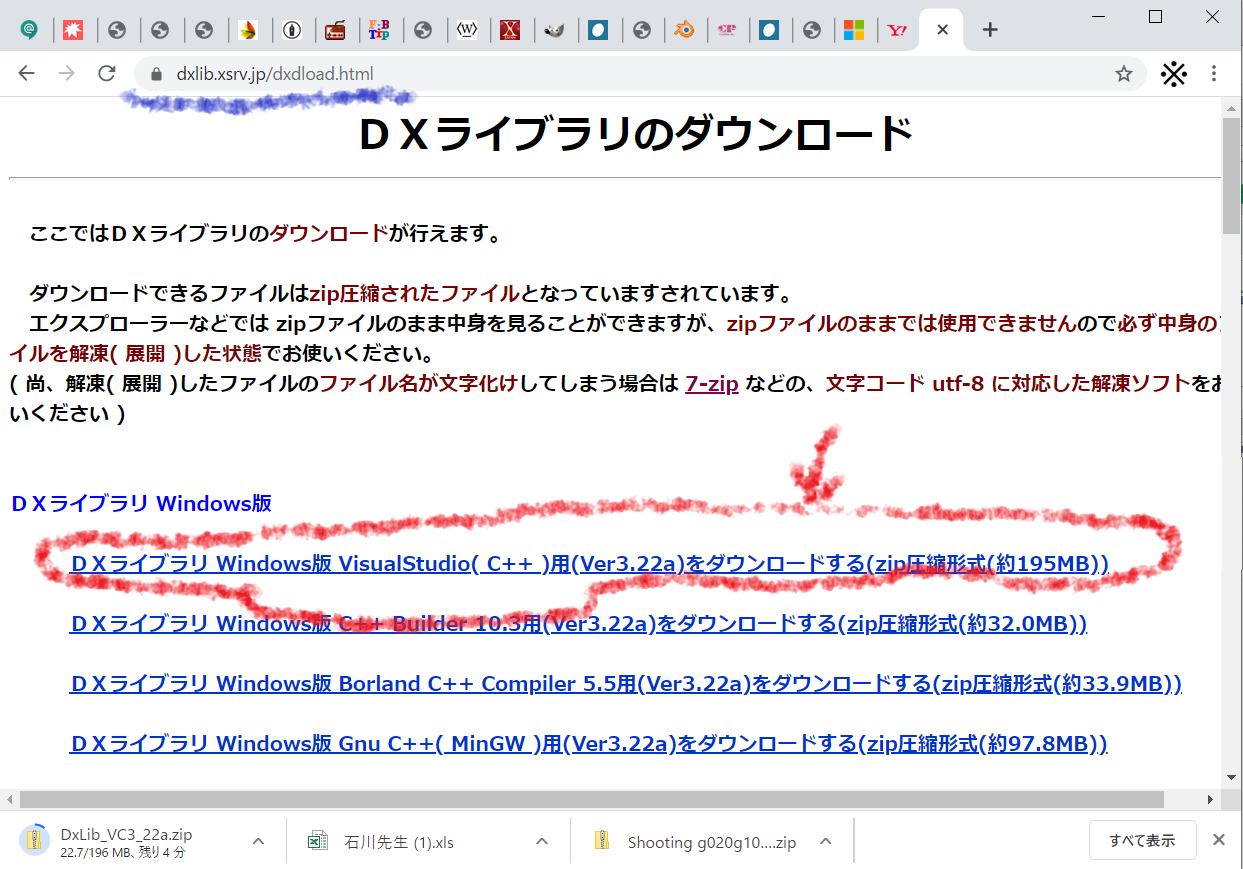 dxlib.xsrv.jp/dxdload.html
ＤＸライブラリのダウンロード
ここではＤＸライブラリのダウンロードが行えます。
ダウンロードできるファイルはzip圧縮されたファイルとなっていますされています。
エクスプローラーなどでは zipファイルのまま中身を見ることができますが、zipファイルのままでは使用できませんので必ず中身の
イルを解凍( 展開 )した状態でお使いください。
( 尚、解凍( 展開 )したファイルのファイル名が文字化けしてしまう場合は 7-zip などの、文字コード utf-8 に対応した解凍ソフトをお
いください )
ＤＸライブラリ Windows版
ＤＸライブラリ Windows版 VisualStudio( C++ )用(Ver3.22a)をダウンロードする(zip圧縮形式(約195MB))
ＤＸライブラリ Windows版 C++ Builder 10.3用(Ver3.22a)をダウンロードする(zip圧縮形式(約32.0MB))
ＤＸライブラリ Windows版 Borland C++ Compiler 5.5用(Ver3.22a)をダウンロードする(zip圧縮形式(約33.9MB))
ＤＸライブラリ Windows版 Gnu C++( MinGW )用(Ver3.22a)をダウンロードする(zip圧縮形式(約97.8MB))
DxLib_VC3_22a.zip
22.7/196 MB、残り 4 分
石川先生 (1).xls
Shooting g020g10....zip
すべて表示